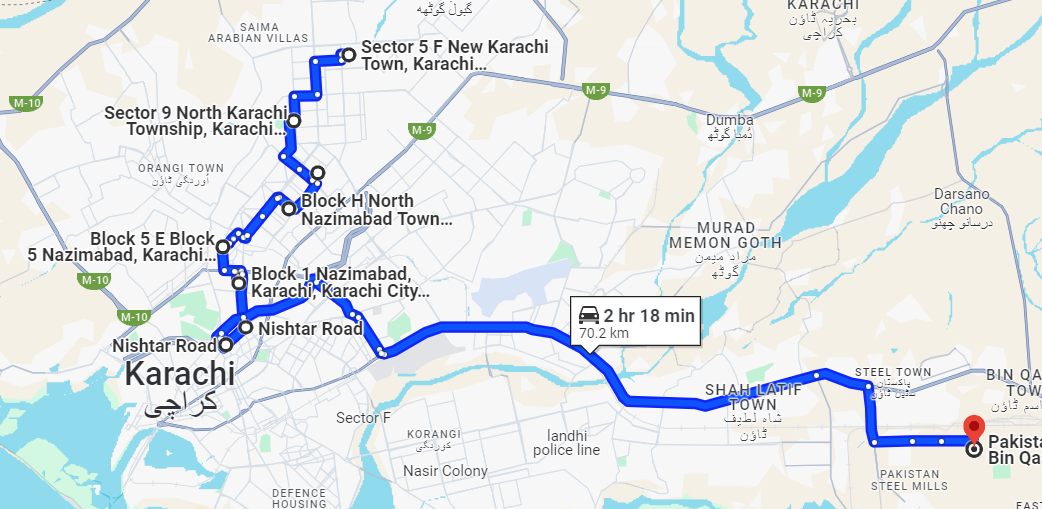 KARACHI
بحریہ ٹاؤن
کراچی
گبول گوٹھ
SAIMA
ARABIAN VILLAS
Sector 5 F New Karachi
Town, Karachi...
M-10
M-9
M-9
Sector 9 North Karachi
Township, Karachi...
M-9
Dumba
دُمبا گوٹھ
ORANGI TOWN
اورنگی ٹاؤن
Block H North
Nazimabad Town...
Darsano
Chano
درسانو چھنو
MURAD
MEMON GOTH
مراد میمن
گوٹھ
Block 5 E Block
5 Nazimabad, Karachi...
Block 1 Nazimabad,
Karachi, Karachi City...
M-10
M-10
2 hr 18 min
70.2 km
Nishtar Road
Nishtar Road
Karachi
کراچی
STEEL TOWN
پاکستان
سٹیل ٹاؤن
BIN QA
TOW
SHAH LATIF
TOWN
شاہ لطیف
ٹاؤن
Sector F
KORANGI
کورنگی
landhi
police line
Nasir Colony
Pakista
Bin Qas
PAKISTAN
STEEL MILLS
DEFENCE
HOUSING
EAST